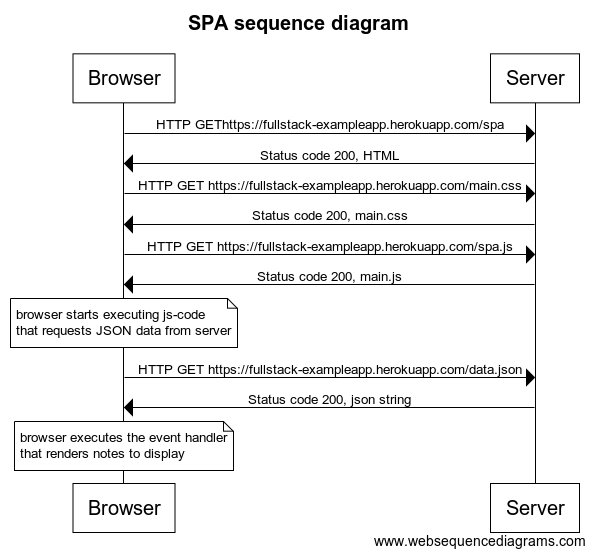 SPA sequence diagram
Browser
Server
HTTP GEThttps://fullstack-exampleapp.herokuapp.com/spa
Status code 200, HTML
HTTP GET https://fullstack-exampleapp.herokuapp.com/main.css
Status code 200, main.css
HTTP GET https://fullstack-exampleapp.herokuapp.com/spa.js
Status code 200, main.js
browser starts executing js-code
that requests JSON data from server
HTTP GET https://fullstack-exampleapp.herokuapp.com/data.json
Status code 200, json string
browser executes the event handler
that renders notes to display
Browser
Server
www.websequencediagrams.com